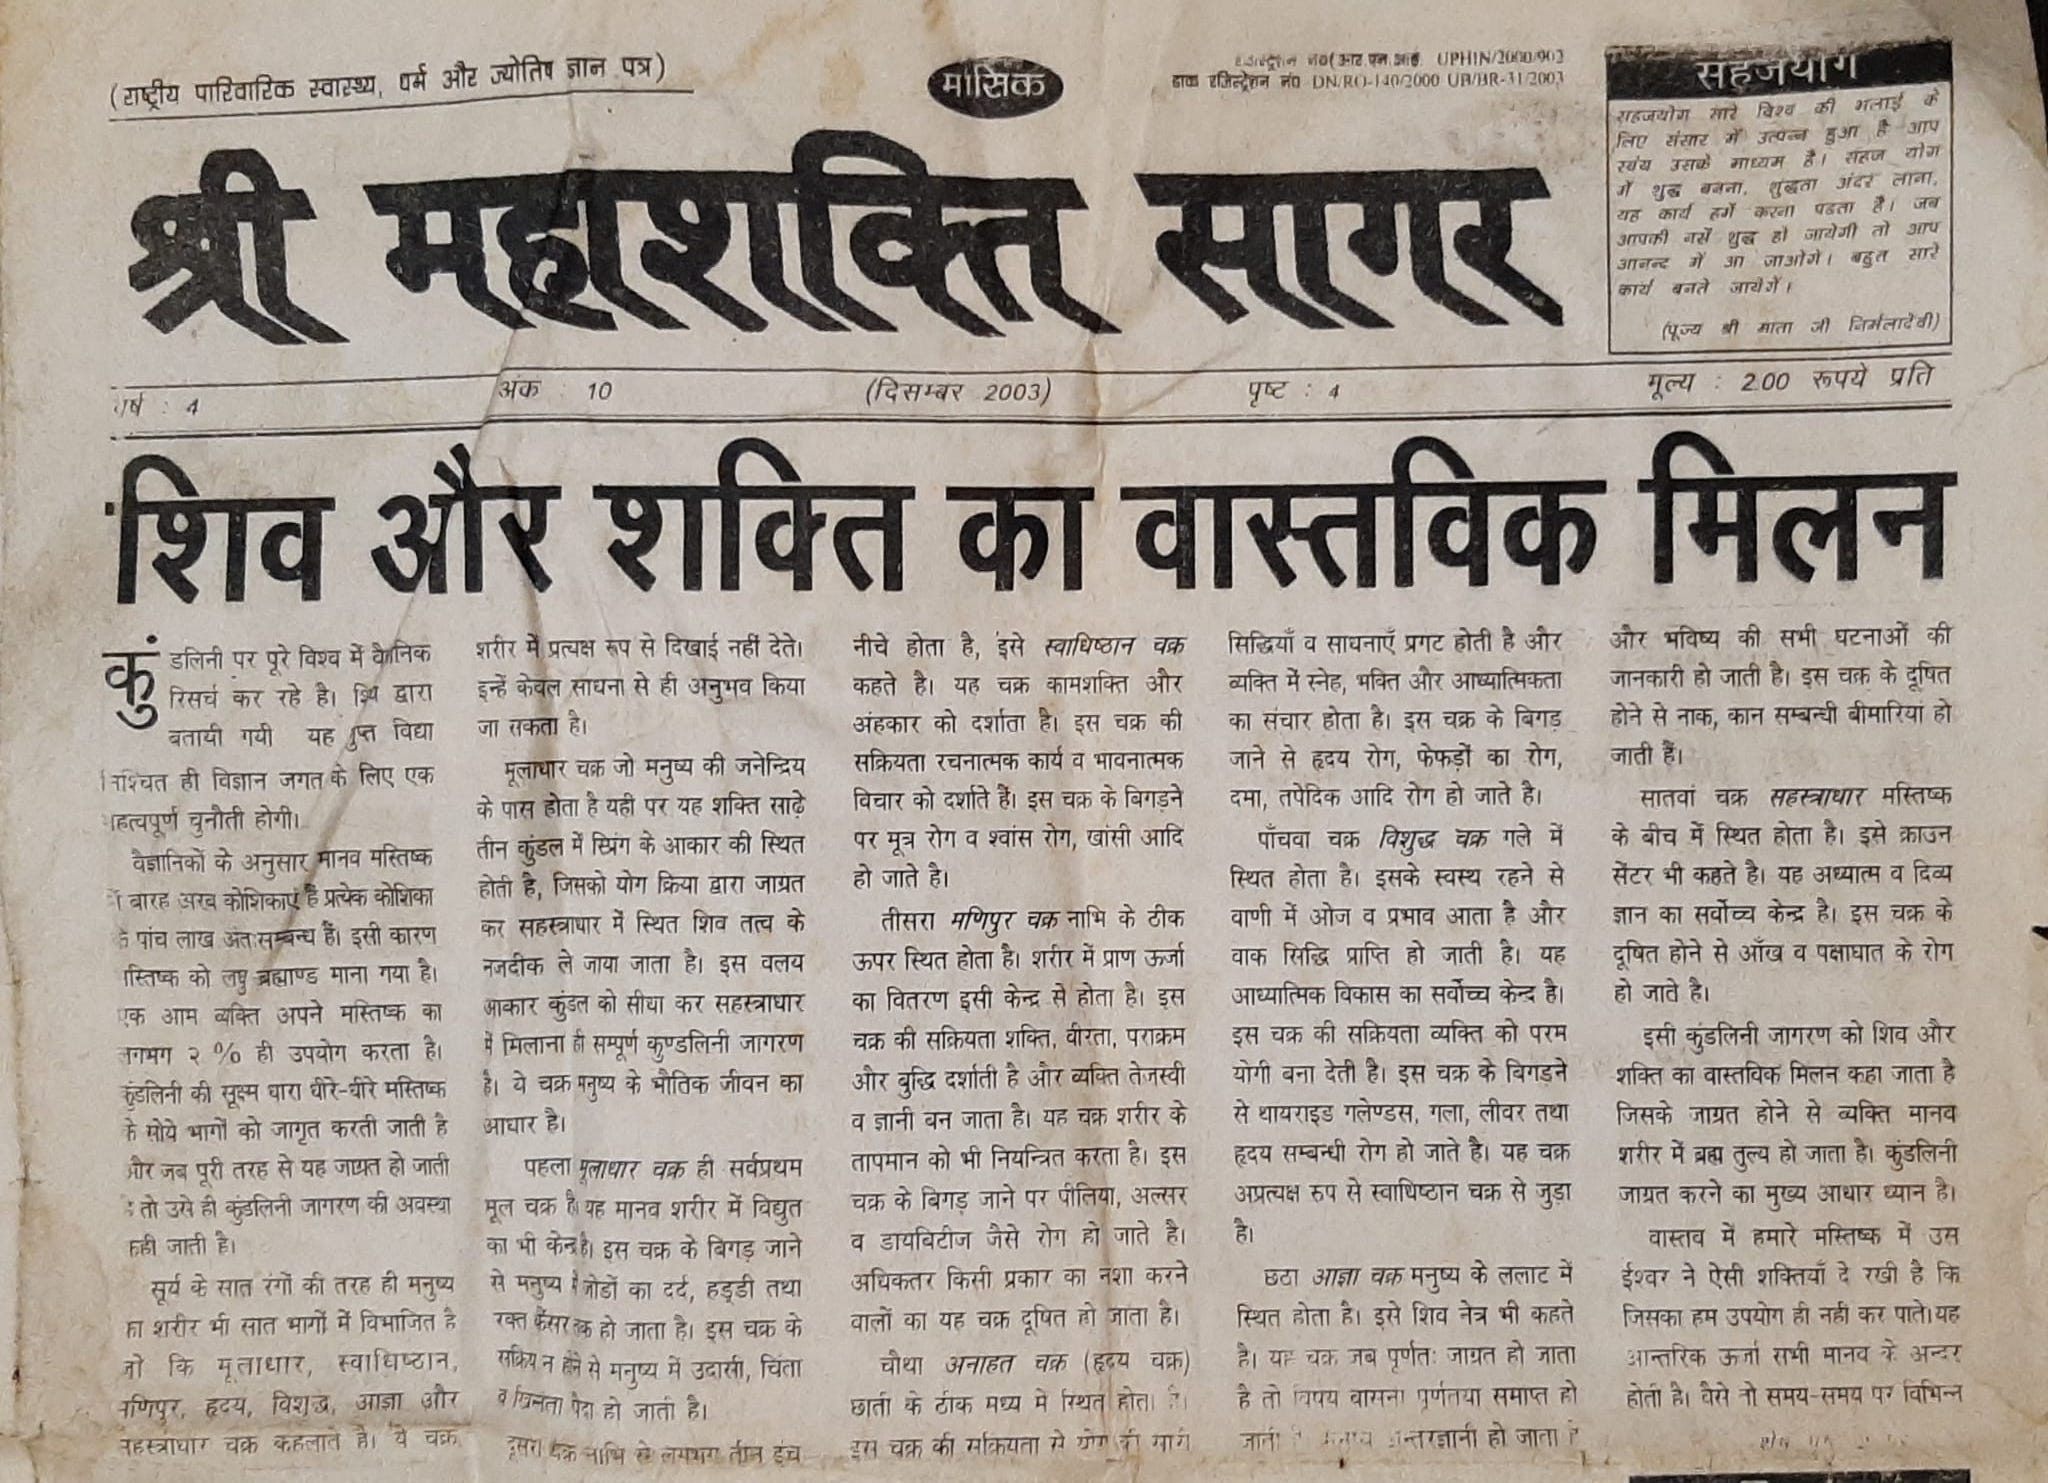 (राष्ट्रीय पारिवारिक स्वास्थ्य, धर्म और ज्योतिष ज्ञान पत्र)
मासिक
UPHIN/2000/902
डाक रजिस्ट्रेशन नं0 DN/RO-140/2000 UB/BR-31/2003
श्री महाशक्ति सागर
सहजयोग
सहजयोग सारे विश्व की भलाई के
लिए संसार में उत्पन्न हुआ है आप
स्वंय उसके माध्यम है। सहज योग
में शुद्ध बनना, शुद्धता अंदर लाना,
यह कार्य हमें करना पडता है। जब
आपकी नसें शुद्ध हो जायेगी तो आप
आनन्द में आ जाओगे। बहुत सारे
कार्य बनते जायेगें।
(पूज्य श्री माता जी निर्मलादेवी)
वर्ष : 4
अंक : 10
(दिसम्बर 2003)
पृष्ट : 4
मूल्य : 2.00 रूपये प्रति
शिव और शक्ति का वास्तविक मिलन
कुंडलिनी पर पूरे विश्व में
रिसर्च कर रहे है। द्वारा
बतायी गयी यह गुप्त विद्या
निश्चित ही विज्ञान जगत के लिए एक
महत्वपूर्ण चुनौती होगी।
वैज्ञानिकों के अनुसार मानव मस्तिष्क
में बारह अरब कोशिकाएं है प्रत्येक कोशिका
के पांच लाख अंतःसम्बन्ध हैं। इसी कारण
मस्तिष्क को लघु ब्रह्माण्ड माना गया है।
एक आम व्यक्ति अपने मस्तिष्क का
लगभग २ % ही उपयोग करता है।
कुंडलिनी की सूक्ष्म धारा धीरे-धीरे मस्तिष्क
के सोये भागों को जागृत करती जाती है
और जब पूरी तरह से यह जाग्रत हो जाती
है तो उसे ही कुंडलिनी जागरण की अवस्था
कही जाती है।
सूर्य के सात रंगों की तरह ही मनुष्य
का शरीर भी सात भागों में विभाजित है
जो कि मूलाधार, स्वाधिष्ठान,
मणिपुर, हृदय, विशुद्ध, आज्ञा और
सहस्त्राधार चक्र कहलाते है। ये चक्र
शरीर में प्रत्यक्ष रूप से दिखाई नहीं देते।
इन्हें केवल साधना से ही अनुभव किया
जा सकता है।
मूलाधार चक्र जो मनुष्य की जनेन्द्रिय
के पास होता है यही पर यह शक्ति साढ़े
तीन कुंडल में स्प्रिंग के आकार की स्थित
होती है, जिसको योग क्रिया द्वारा जाग्रत
कर सहस्त्राधार में स्थित शिव तत्व के
नजदीक ले जाया जाता है। इस वलय
आकार कुंडल को सीधा कर सहस्त्राधार
में मिलाना ही सम्पूर्ण कुण्डलिनी जागरण
है। ये चक्र मनुष्य के भौतिक जीवन का
आधार है।
पहला मूलाधार चक्र ही सर्वप्रथम
मूल चक्र है। यह मानव शरीर में विद्युत
का भी केन्द्र है। इस चक्र के बिगड़ जाने
से मनुष्य में जोडों का दर्द, हड्डी तथा
रक्त कैंसर तक हो जाता है। इस चक्र के
सक्रिय न होने से मनुष्य में उदासी, चिंता
व खिन्नता पैदा हो जाती है।
दूसरा चक्र नाभि से लगभग तीन इंच
नीचे होता है, इसे स्वाधिष्ठान चक्र
कहते है। यह चक्र कामशक्ति और
अंहकार को दर्शाता है। इस चक्र की
सक्रियता रचनात्मक कार्य व भावनात्मक
विचार को दर्शाते हैं। इस चक्र के बिगड़ने
पर मूत्र रोग व श्वांस रोग, खांसी आदि
हो जाते है।
तीसरा मणिपुर चक्र नाभि के ठीक
ऊपर स्थित होता है। शरीर में प्राण ऊर्जा
का वितरण इसी केन्द्र से होता है। इस
चक्र की सक्रियता शक्ति, वीरता, पराक्रम
और बुद्धि दर्शाती है और व्यक्ति तेजस्वी
व ज्ञानी बन जाता है। यह चक्र शरीर के
तापमान को भी नियन्त्रित करता है। इस
चक्र के बिगड़ जाने पर पीलिया, अल्सर
व डायबिटीज जैसे रोग हो जाते है।
अधिकतर किसी प्रकार का नशा करने
वालों का यह चक्र दूषित हो जाता है।
चौथा अनाहत चक्र (हृदय चक्र)
छाती के ठीक मध्य मे स्थित होता है।
इस चक्र की सक्रियता से योग की सारी
सिद्धियाँ व साधनाएँ प्रगट होती है और
व्यक्ति में स्नेह, भक्ति और आध्यात्मिकता
का संचार होता है। इस चक्र के बिगड़
जाने से हृदय रोग, फेफड़ों का रोग,
दमा, तपेदिक आदि रोग हो जाते है।
पाँचवा चक्र विशुद्ध चक्र गले में
स्थित होता है। इसके स्वस्थ रहने से
वाणी में ओज व प्रभाव आता है और
वाक सिद्धि प्राप्ति हो जाती है। यह
आध्यात्मिक विकास का सर्वोच्च केन्द्र है।
इस चक्र की सक्रियता व्यक्ति को परम
योगी बना देती है। इस चक्र के बिगड़ने
से थायराइड गलेण्डस, गला, लीवर तथा
हृदय सम्बन्धी रोग हो जाते है। यह चक्र
अप्रत्यक्ष रुप से स्वाधिष्ठान चक्र से जुड़ा
है।
छठा आज्ञा चक्र मनुष्य के ललाट में
स्थित होता है। इसे शिव नेत्र भी कहते
है। यह चक्र जब पूर्णतः जाग्रत हो जाता
है तो विषय वासना पूर्णतया समाप्त हो
जाती है मनुष्य अन्तरज्ञानी हो जाता है
और भविष्य की सभी घटनाओं की
जानकारी हो जाती है। इस चक्र के दूषित
होने से नाक, कान सम्बन्धी बीमारियां हो
जाती हैं।
सातवां चक्र सहस्त्राधार मस्तिष्क
के बीच में स्थित होता है। इसे क्राउन
सेंटर भी कहते है। यह अध्यात्म व दिव्य
ज्ञान का सर्वोच्च केन्द्र है। इस चक्र के
दूषित होने से आँख व पक्षाघात के रोग
हो जाते है।
इसी कुंडलिनी जागरण को शिव और
शक्ति का वास्तविक मिलन कहा जाता है
जिसके जाग्रत होने से व्यक्ति मानव
शरीर में ब्रह्म तुल्य हो जाता है। कुंडलिनी
जाग्रत करने का मुख्य आधार ध्यान है।
वास्तव में हमारे मस्तिष्क में उस
ईश्वर ने ऐसी शक्तियाँ दे रखी है कि
जिसका हम उपयोग ही नही कर पाते। यह
आन्तरिक ऊर्जा सभी मानव के अन्दर
होती है। वैसे तो समय-समय पर विभिन्न